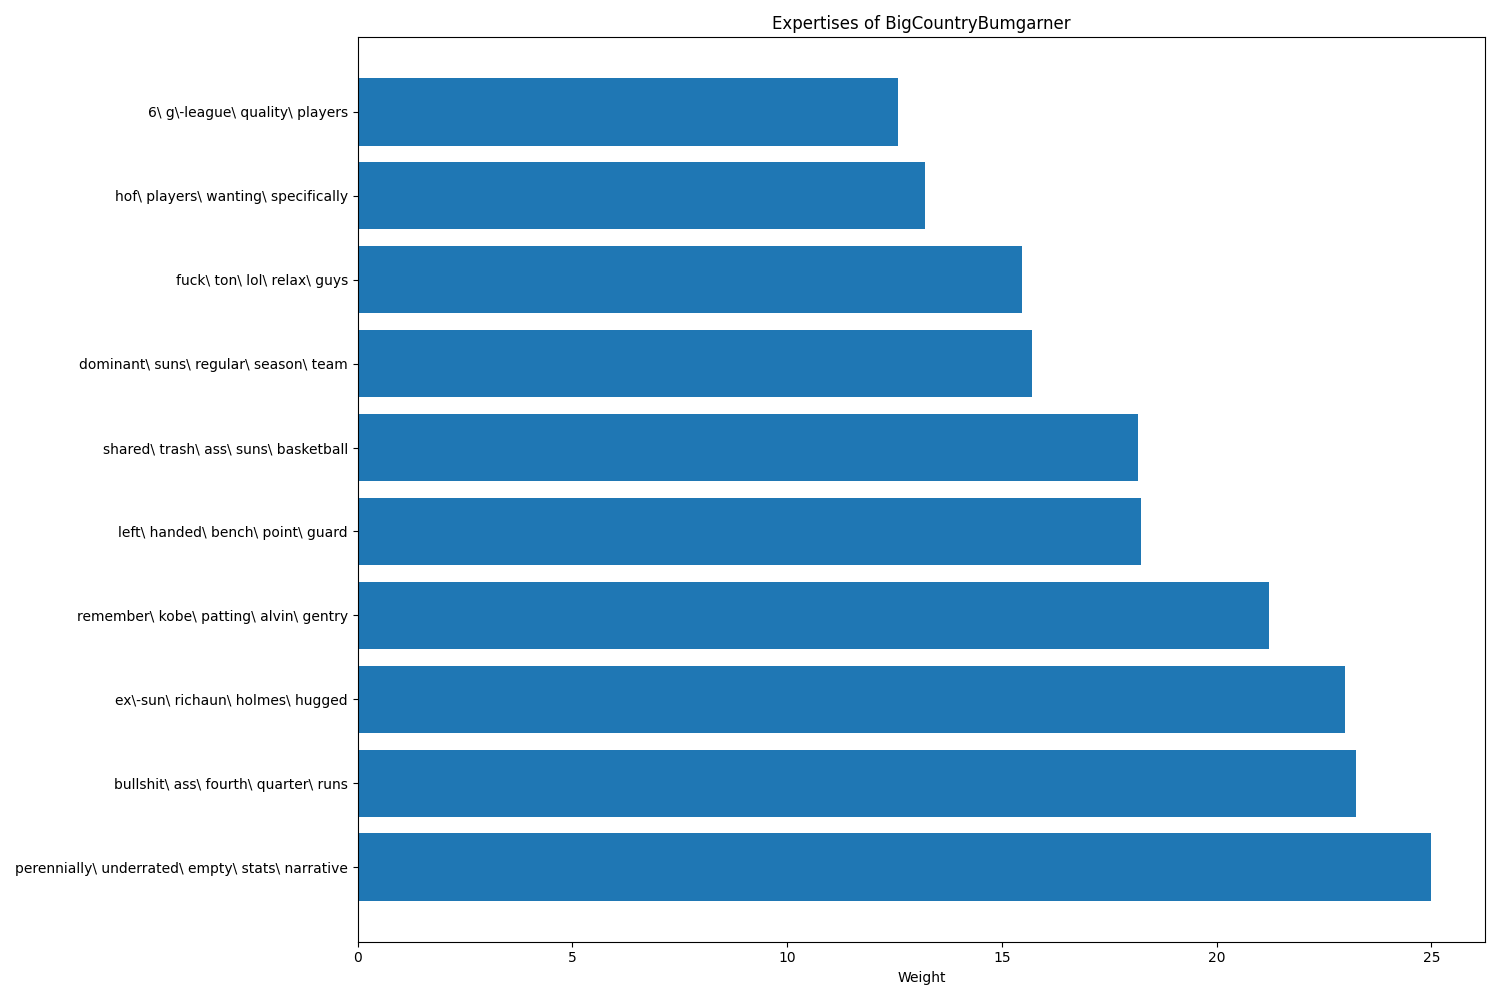 Expertises of BigCountryBumgarner
6\ g\-league\ quality\ players
hof\ players\ wanting\ specifically
fuck\ ton\ lol\ relax\ guys
dominant\ suns\ regular\ season\ team
shared\ trash\ ass\ suns\ basketball
left\ handed\ bench\ point\ guard
remember\ kobe\ patting\ alvin\ gentry
ex\-sun\ richaun\ holmes\ hugged
bullshit\ ass\ fourth\ quarter\ runs
perennially\ underrated\ empty\ stats\ narrative
0 5 10 15 20 25
Weight